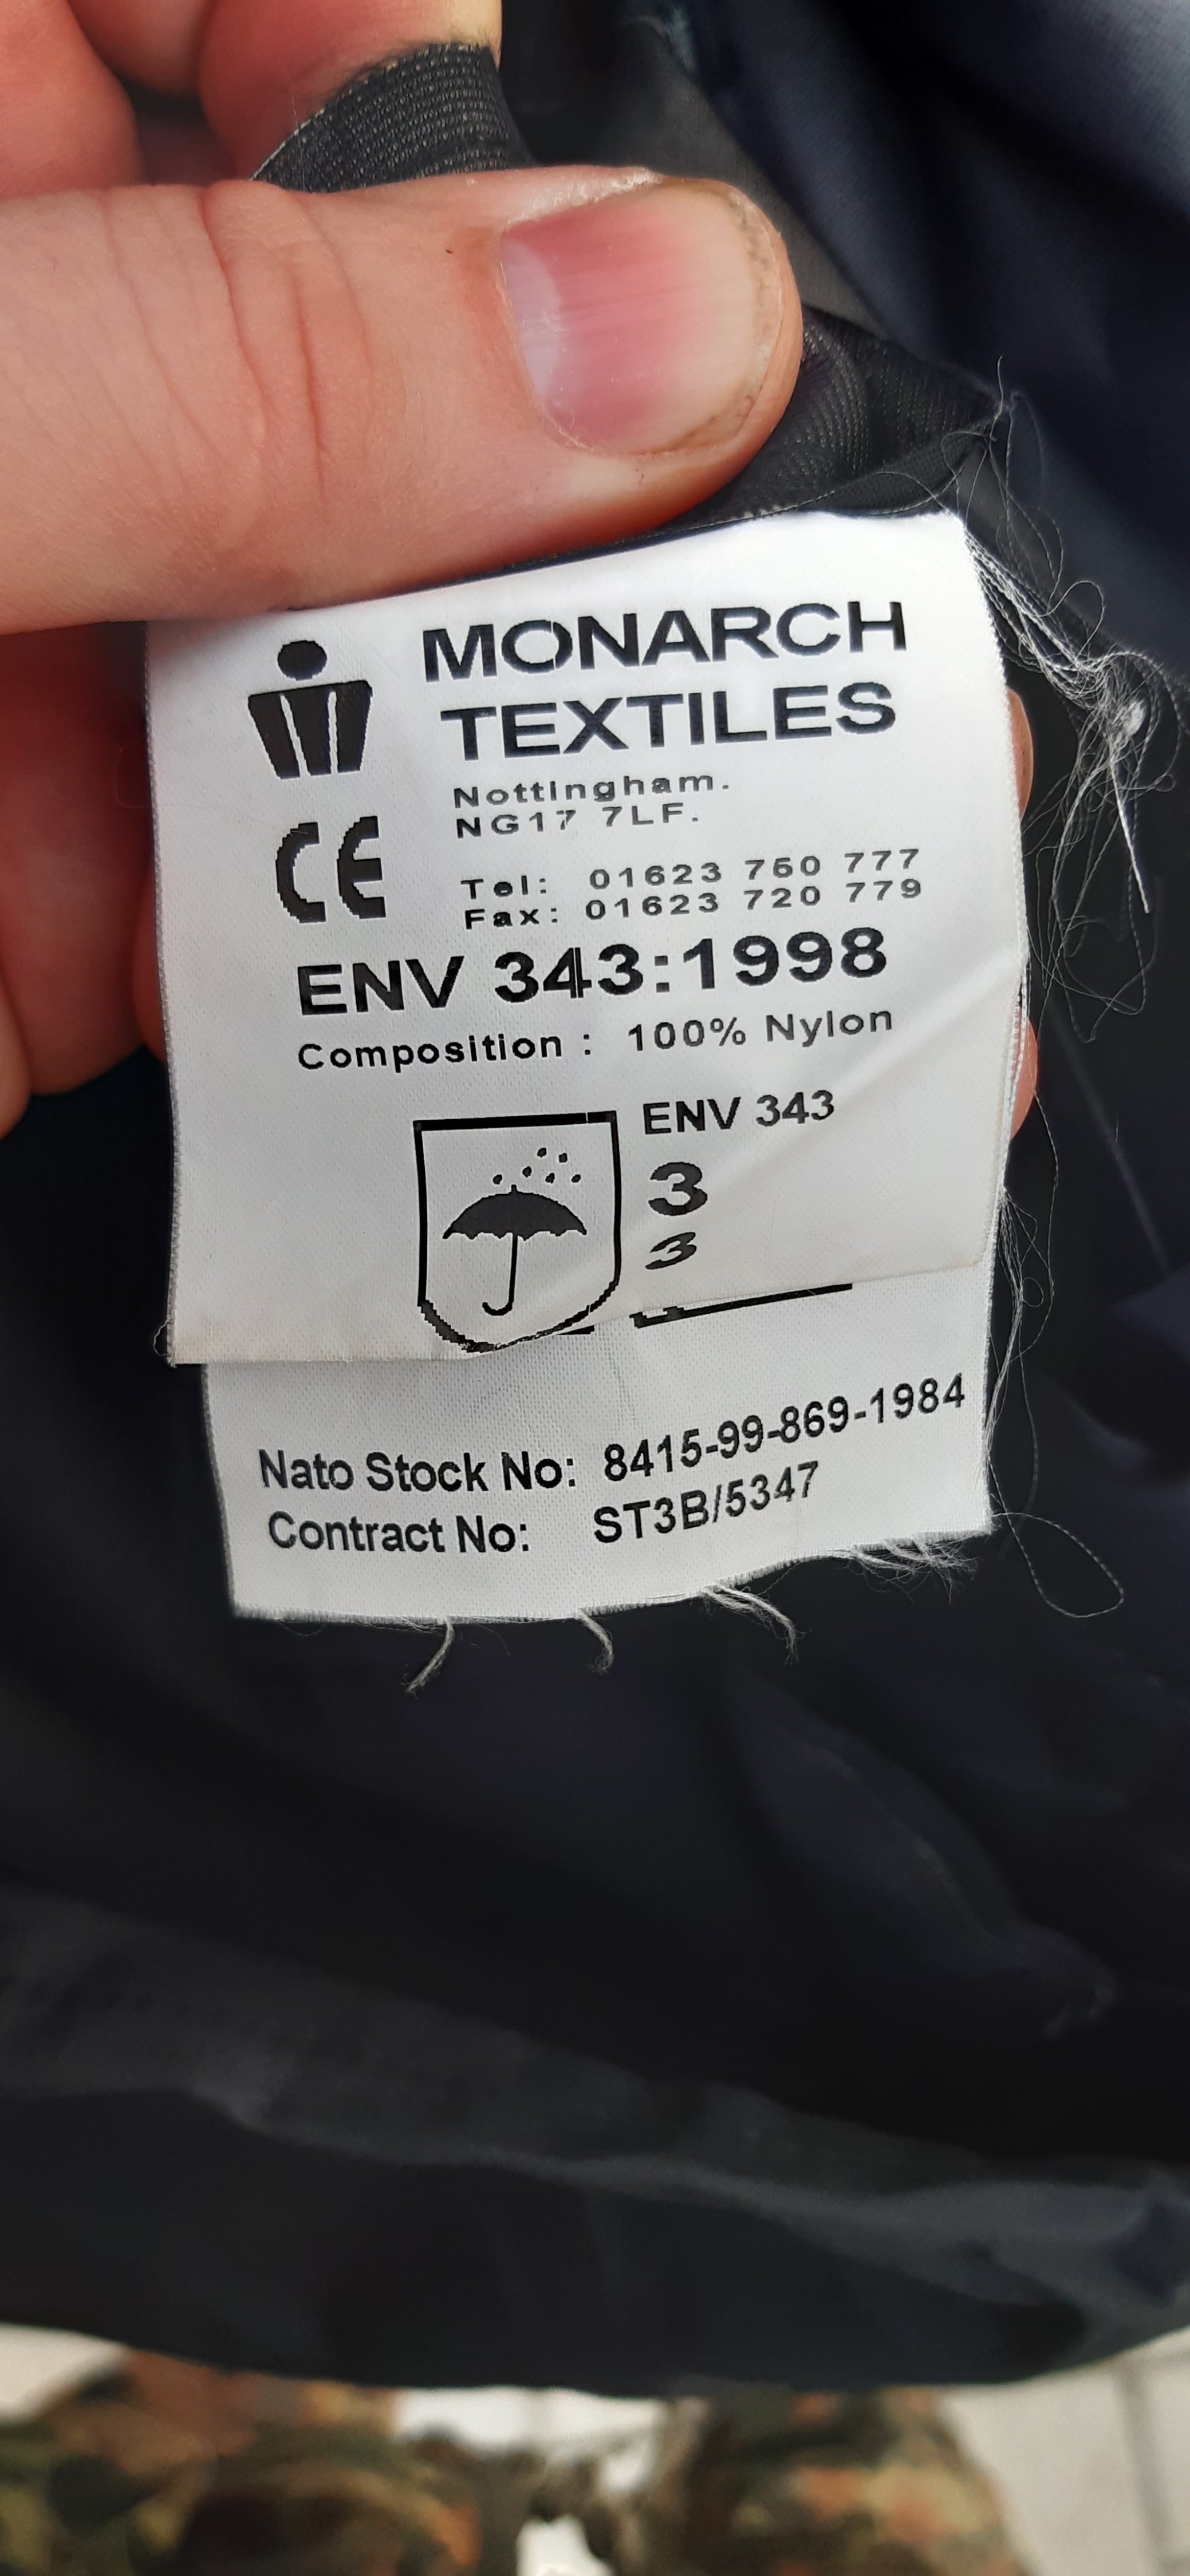 MONARCH
TEXTILES
Nottingham.
NG17 7LF.
CE
Tel: 01623 760 777
Fax: 01623 720 779
ENV 343:1998
Composition : 100% Nylon
ENV 343
3
3
Nato Stock No: 8415-99-869-1984
Contract No: ST3B/5347